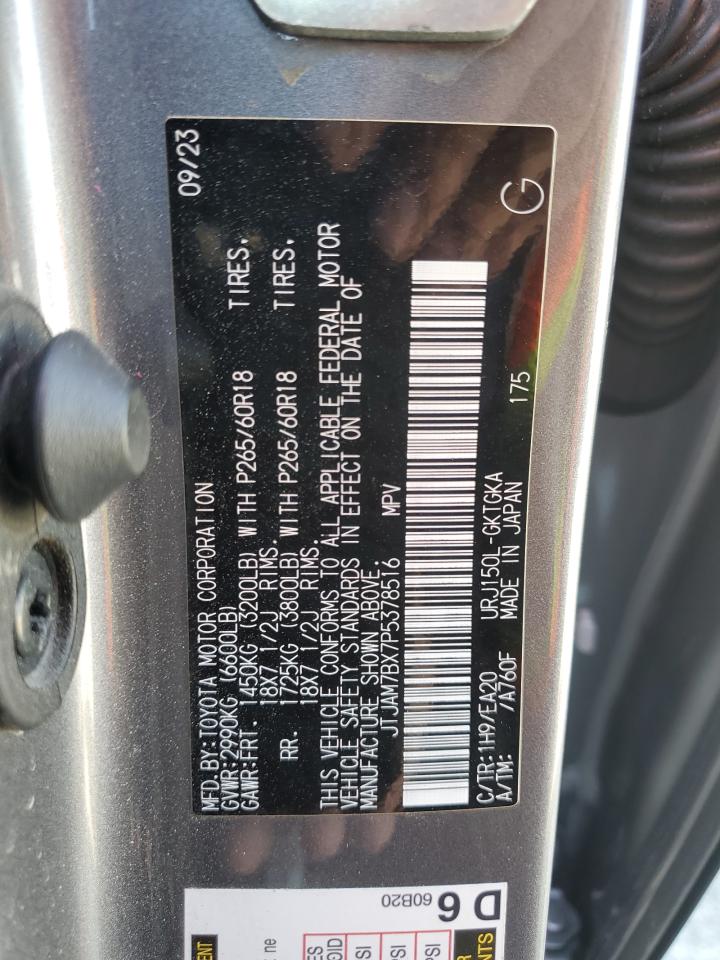 09/23
MFD.BY:TOYOTA MOTOR CORPORATION
GVWR:2990KG (6600LB)
GAWR:FRT. 1450KG (3200LB) WITH P265/60R18 TIRES,
18X7 1/2J RIMS.
RR. 1725KG (3800LB) WITH P265/60R18 TIRES,
18X7 1/2J RIMS.
THIS VEHICLE CONFORMS TO ALL APPLICABLE FEDERAL MOTOR
VEHICLE SAFETY STANDARDS IN EFFECT ON THE DATE OF
MANUFACTURE SHOWN ABOVE.
JTJAM7BX7P5378516 MPV
C/TR:1H9/EA20 URJ150L-GKTGKA 175
A/TM: /A760F MADE IN JAPAN G
D 6
60B20